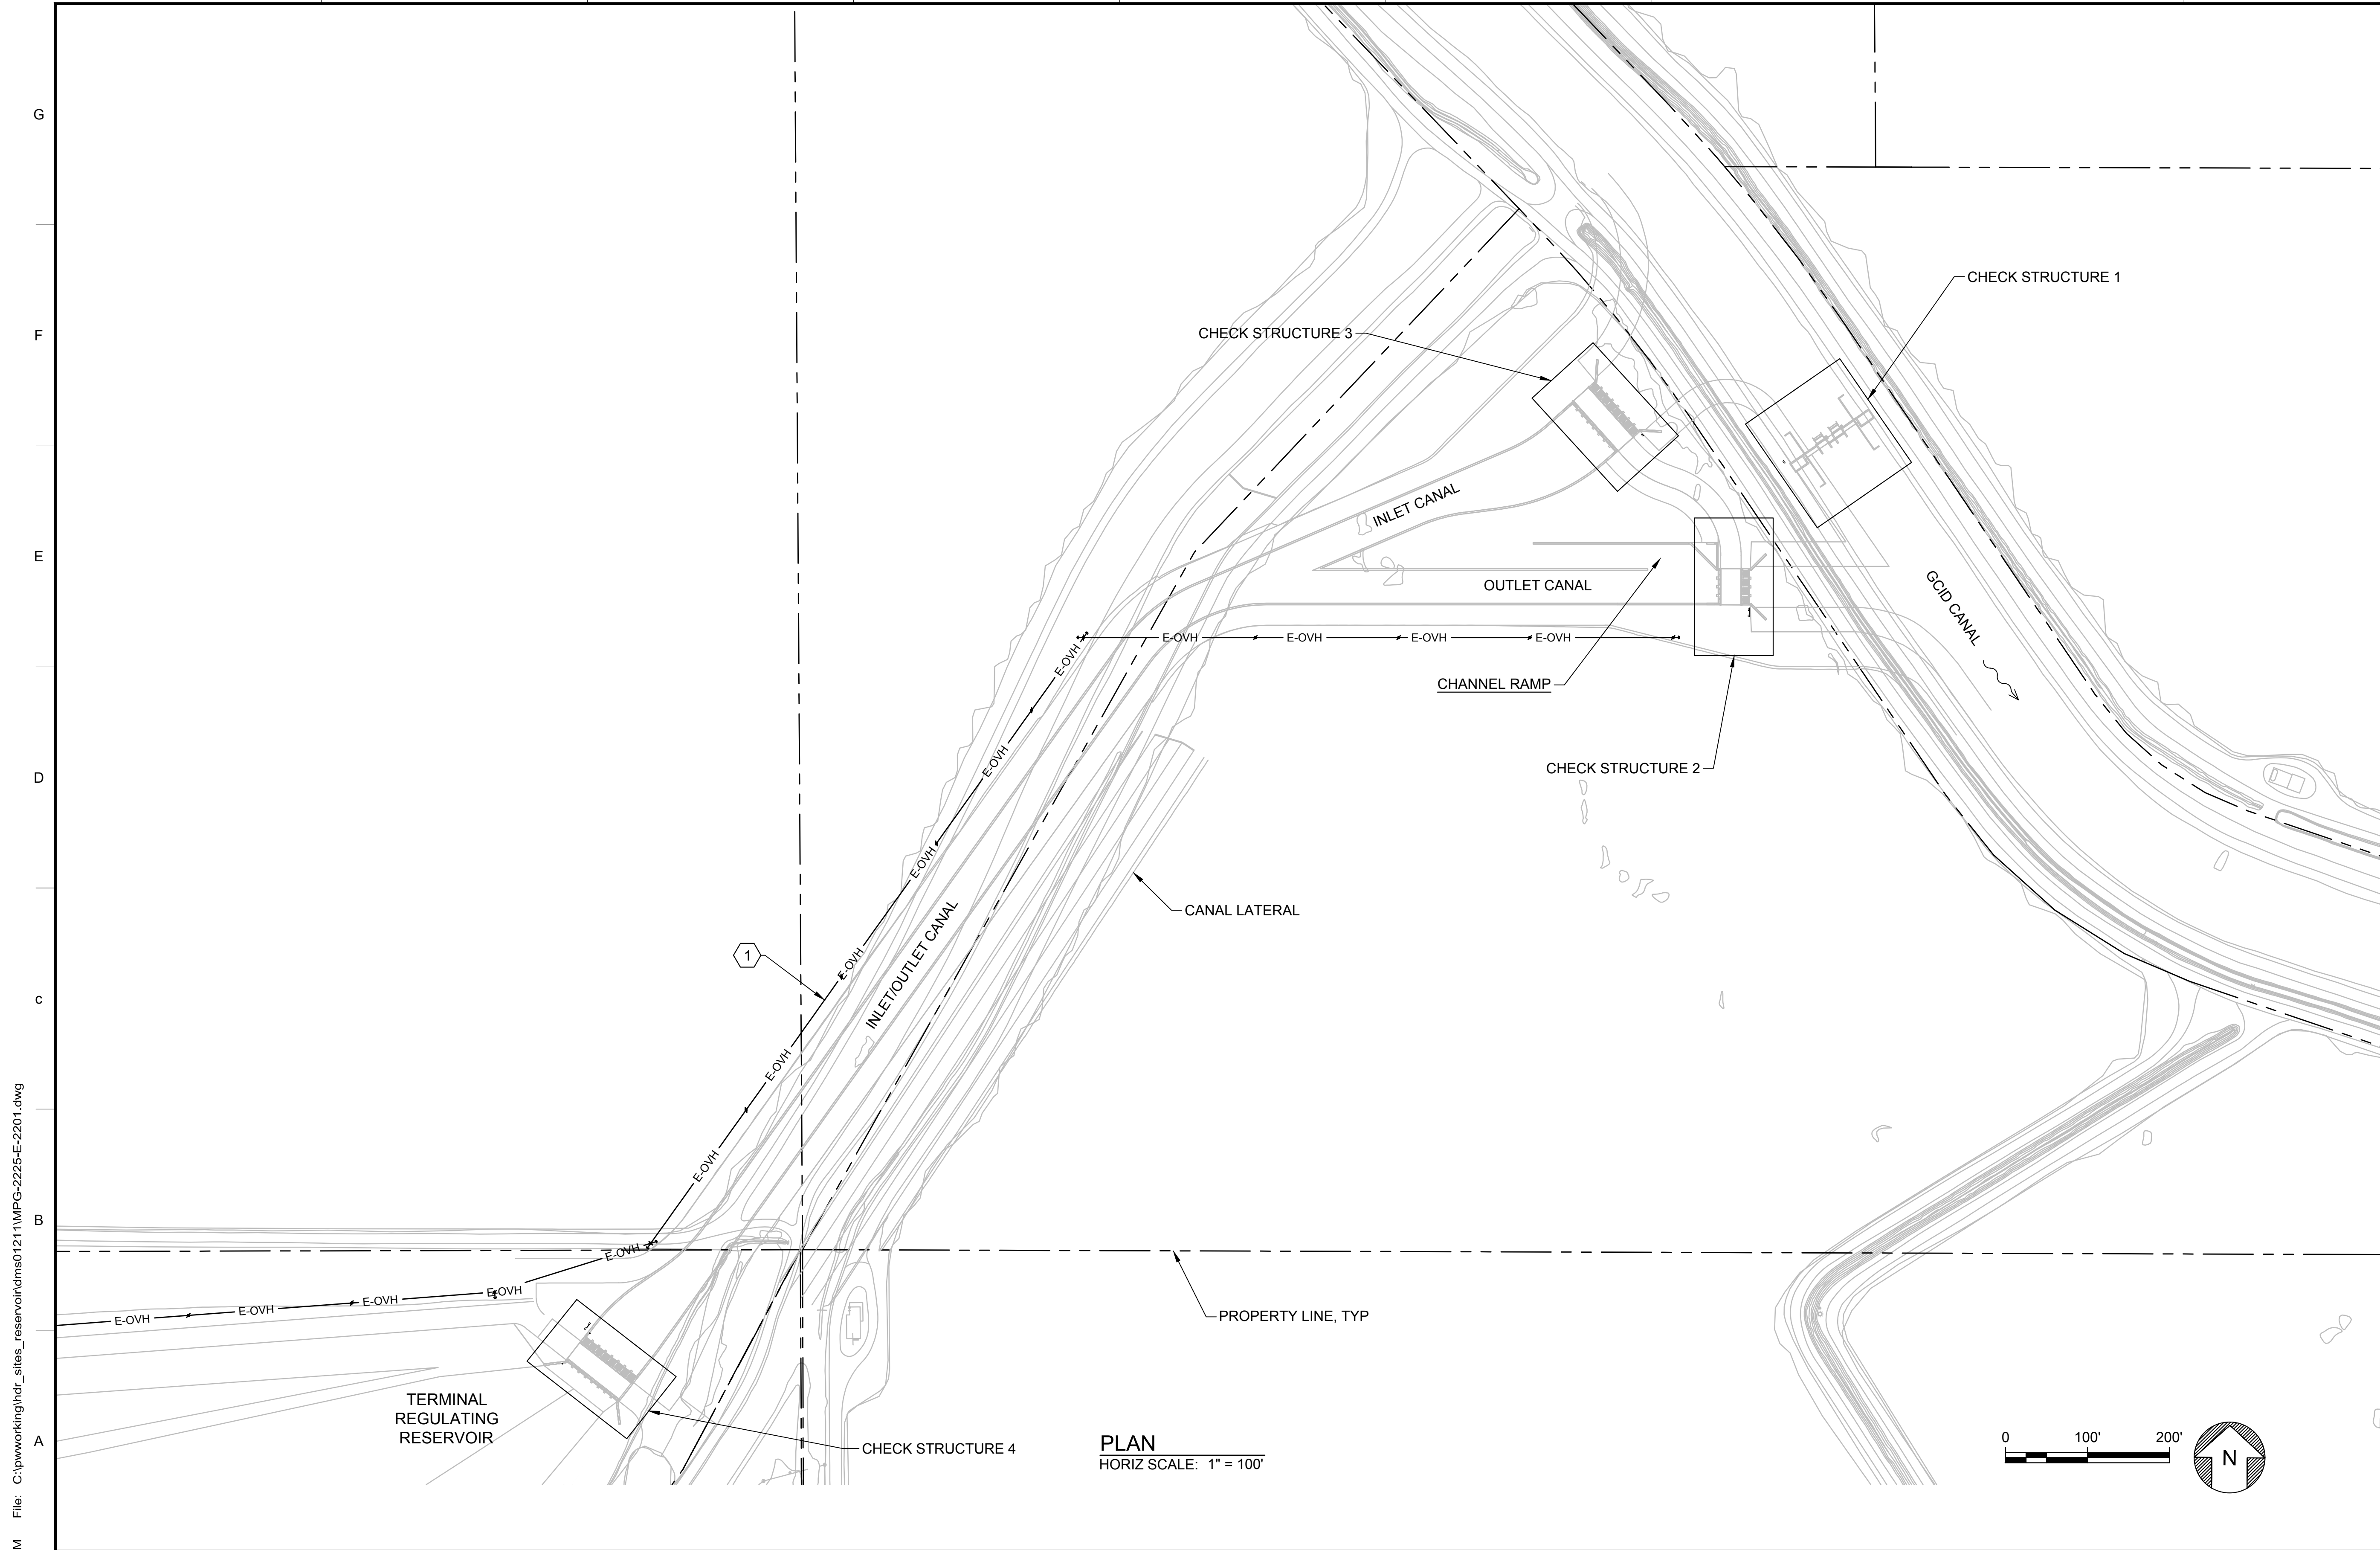 G
CHECK STRUCTURE 1
F
CHECK STRUCTURE 3
INLET CANAL
E
OUTLET CANAL
GCID CANAL
E-OVH
E-OVH
E-OVH
E-OVH
E-OVH
CHANNEL RAMP
E-OVH
CHECK STRUCTURE 2
D
E-OVH
CANAL LATERAL
INLET/OUTLET CANAL
1
E-OVH
c
E-OVH
E-OVH
B
E-OVH
E-OVH
E-OVH
E-OVH
E-OVH
PROPERTY LINE, TYP
TERMINAL
REGULATING
RESERVOIR
A
CHECK STRUCTURE 4
PLAN
HORIZ SCALE: 1" = 100'
0 100' 200'
N
M File: C:\pwworking\hdr_sites_reservoir\dms01211\MPG-2225-E-2201.dwg